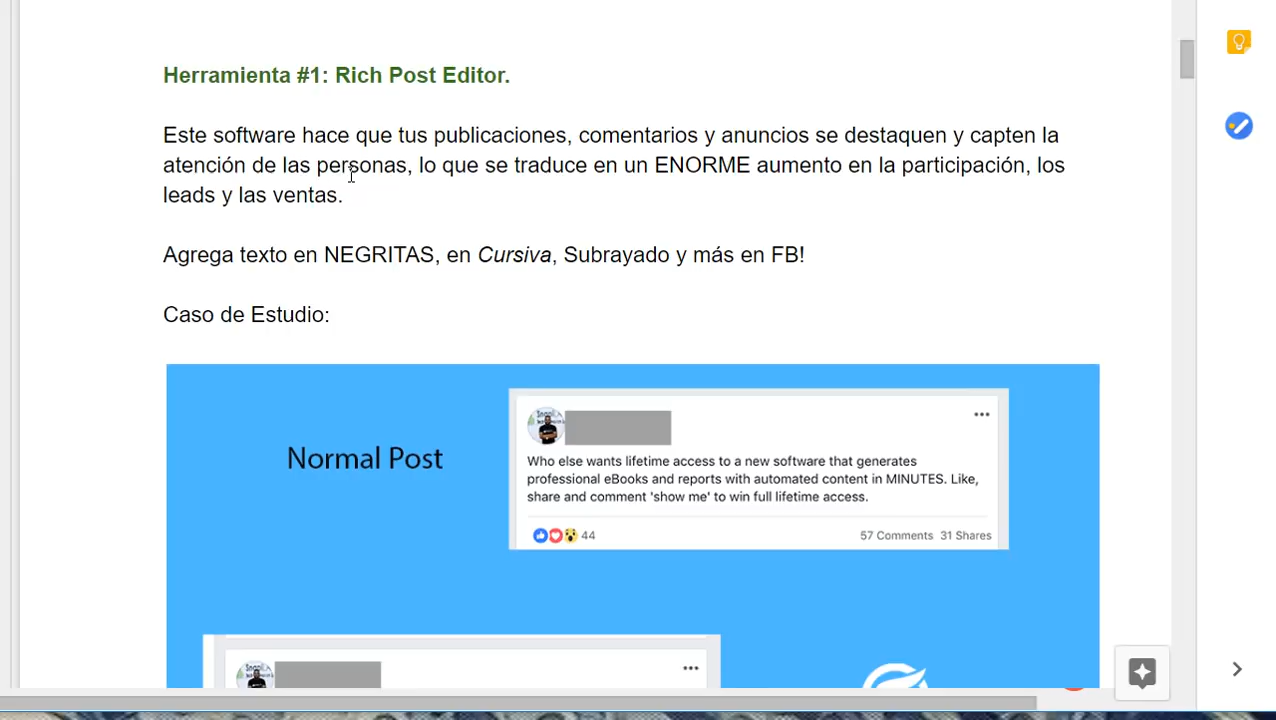 Herramienta #1: Rich Post Editor.
Este software hace que tus publicaciones, comentarios y anuncios se destaquen y capten la
atención de las personas, lo que se traduce en un ENORME aumento en la participación, los
leads y las ventas.
Agrega texto en NEGRITAS, en Cursiva, Subrayado y más en FB!
Caso de Estudio:
Normal Post
Who else wants lifetime access to a new software that generates
professional eBooks and reports with automated content in MINUTES. Like,
share and comment 'show me' to win full lifetime access.
44
57 Comments 31 Shares